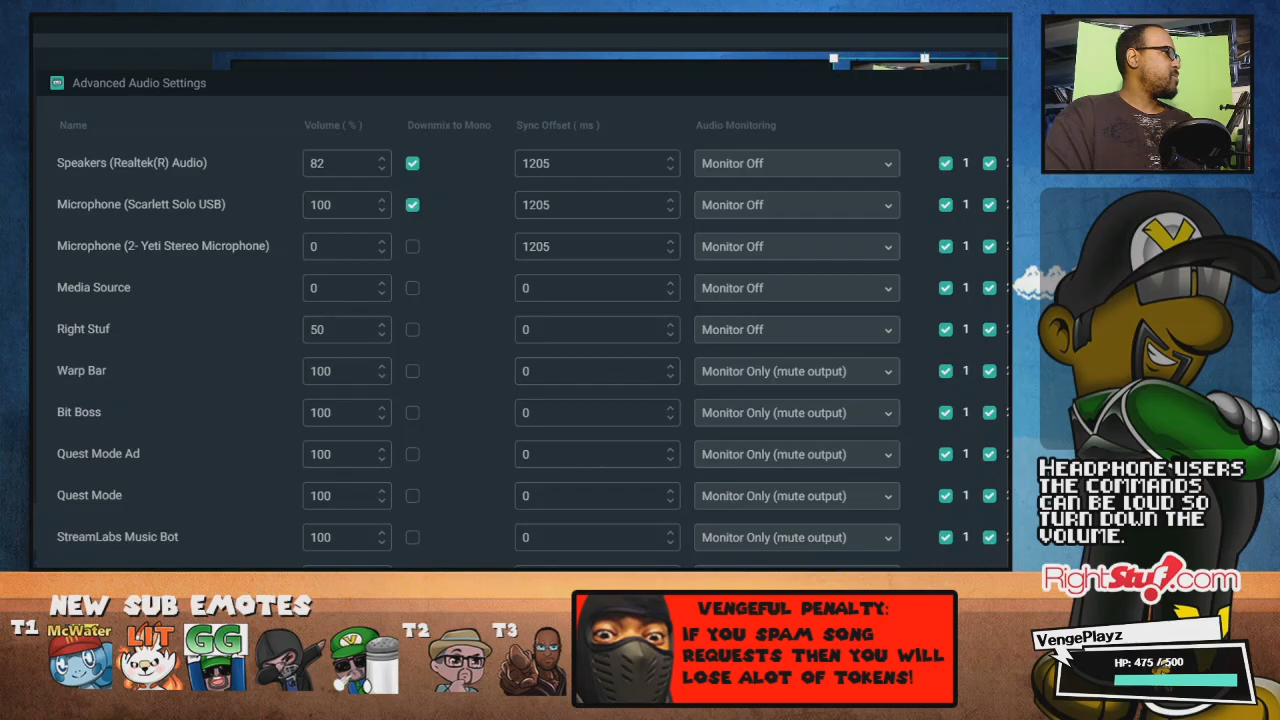 Advanced Audio Settings
Name Volume ( % ) Downmix to Mono Sync Offset ( ms ) Audio Monitoring
Speakers (Realtek(R) Audio) 82 1205 Monitor Off 1
Microphone (Scarlett Solo USB) 100 1205 Monitor Off 1
Microphone (2- Yeti Stereo Microphone) 0 1205 Monitor Off 1
Media Source 0 0 Monitor Off 1
Right Stuf 50 0 Monitor Off 1
Warp Bar 100 0 Monitor Only (mute output) 1
Bit Boss 100 0 Monitor Only (mute output) 1
Quest Mode Ad 100 0 Monitor Only (mute output) 1
Quest Mode 100 0 Monitor Only (mute output) 1
StreamLabs Music Bot 100 0 Monitor Only (mute output) 1
V
HEADPHONE USERS
THE COMMANDS
CAN BE LOUD SO
TURN DOWN THE
VOLUME.
RightStuf!.com
NEW SUB EMOTES
T1 McWater LIT GG T2 T3
VENGEFUL PENALTY:
IF YOU SPAM SONG
REQUESTS THEN YOU WILL
LOSE ALOT OF TOKENS!
VengePlayz
HP: 475 / 500